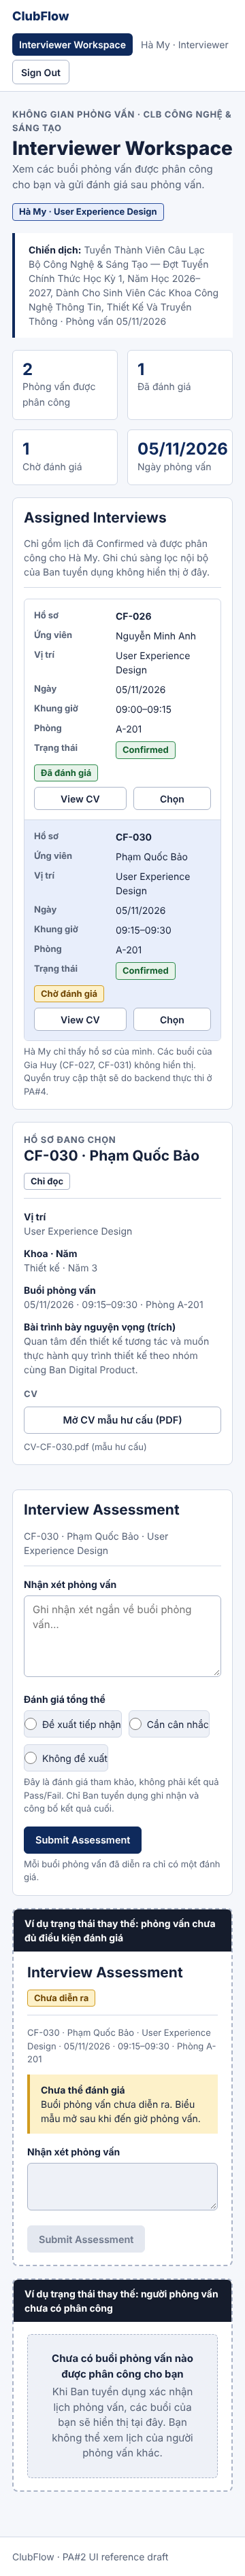 ClubFlow
Interviewer Workspace
Hà My · Interviewer
Sign Out
KHÔNG GIAN PHỎNG VẤN · CLB CÔNG NGHỆ &
SÁNG TẠO
Interviewer Workspace
Xem các buổi phỏng vấn được phân công
cho bạn và gửi đánh giá sau phỏng vấn.
Hà My · User Experience Design
Chiến dịch: Tuyển Thành Viên Câu Lạc
Bộ Công Nghệ & Sáng Tạo — Đợt Tuyển
Chính Thức Học Kỳ 1, Năm Học 2026–
2027, Dành Cho Sinh Viên Các Khoa Công
Nghệ Thông Tin, Thiết Kế Và Truyền
Thông · Phỏng vấn 05/11/2026
2
Phỏng vấn được
phân công
1
Đã đánh giá
1
Chờ đánh giá
05/11/2026
Ngày phỏng vấn
Assigned Interviews
Chỉ gồm lịch đã Confirmed và được phân
công cho Hà My. Ghi chú sàng lọc nội bộ
của Ban tuyển dụng không hiển thị ở đây.
Hồ sơ CF-026
Ứng viên Nguyễn Minh Anh
Vị trí User Experience
Design
Ngày 05/11/2026
Khung giờ 09:00–09:15
Phòng A-201
Trạng thái Confirmed
Đã đánh giá
View CV Chọn
Hồ sơ CF-030
Ứng viên Phạm Quốc Bảo
Vị trí User Experience
Design
Ngày 05/11/2026
Khung giờ 09:15–09:30
Phòng A-201
Trạng thái Confirmed
Chờ đánh giá
View CV Chọn
Hà My chỉ thấy hồ sơ của mình. Các buổi của
Gia Huy (CF-027, CF-031) không hiển thị.
Quyền truy cập thật sẽ do backend thực thi ở
PA#4.
HỒ SƠ ĐANG CHỌN
CF-030 · Phạm Quốc Bảo
Chỉ đọc
Vị trí
User Experience Design
Khoa · Năm
Thiết kế · Năm 3
Buổi phỏng vấn
05/11/2026 · 09:15–09:30 · Phòng A-201
Bài trình bày nguyện vọng (trích)
Quan tâm đến thiết kế tương tác và muốn
thực hành quy trình thiết kế theo nhóm
cùng Ban Digital Product.
CV
Mở CV mẫu hư cấu (PDF)
CV-CF-030.pdf (mẫu hư cấu)
Interview Assessment
CF-030 · Phạm Quốc Bảo · User
Experience Design
Nhận xét phỏng vấn
Ghi nhận xét ngắn về buổi phỏng
vấn...
Đánh giá tổng thể
Đề xuất tiếp nhận Cần cân nhắc
Không đề xuất
Đây là đánh giá tham khảo, không phải kết quả
Pass/Fail. Chỉ Ban tuyển dụng ghi nhận và
công bố kết quả cuối.
Submit Assessment
Mỗi buổi phỏng vấn đã diễn ra chỉ có một đánh
giá.
Ví dụ trạng thái thay thế: phỏng vấn chưa
đủ điều kiện đánh giá
Interview Assessment
Chưa diễn ra
CF-030 · Phạm Quốc Bảo · User Experience
Design · 05/11/2026 · 09:15–09:30 · Phòng A-
201
Chưa thể đánh giá
Buổi phỏng vấn chưa diễn ra. Biểu
mẫu mở sau khi đến giờ phỏng vấn.
Nhận xét phỏng vấn
Submit Assessment
Ví dụ trạng thái thay thế: người phỏng vấn
chưa có phân công
Chưa có buổi phỏng vấn nào
được phân công cho bạn
Khi Ban tuyển dụng xác nhận
lịch phỏng vấn, các buổi của
bạn sẽ hiển thị tại đây. Bạn
không thể xem lịch của người
phỏng vấn khác.
ClubFlow · PA#2 UI reference draft